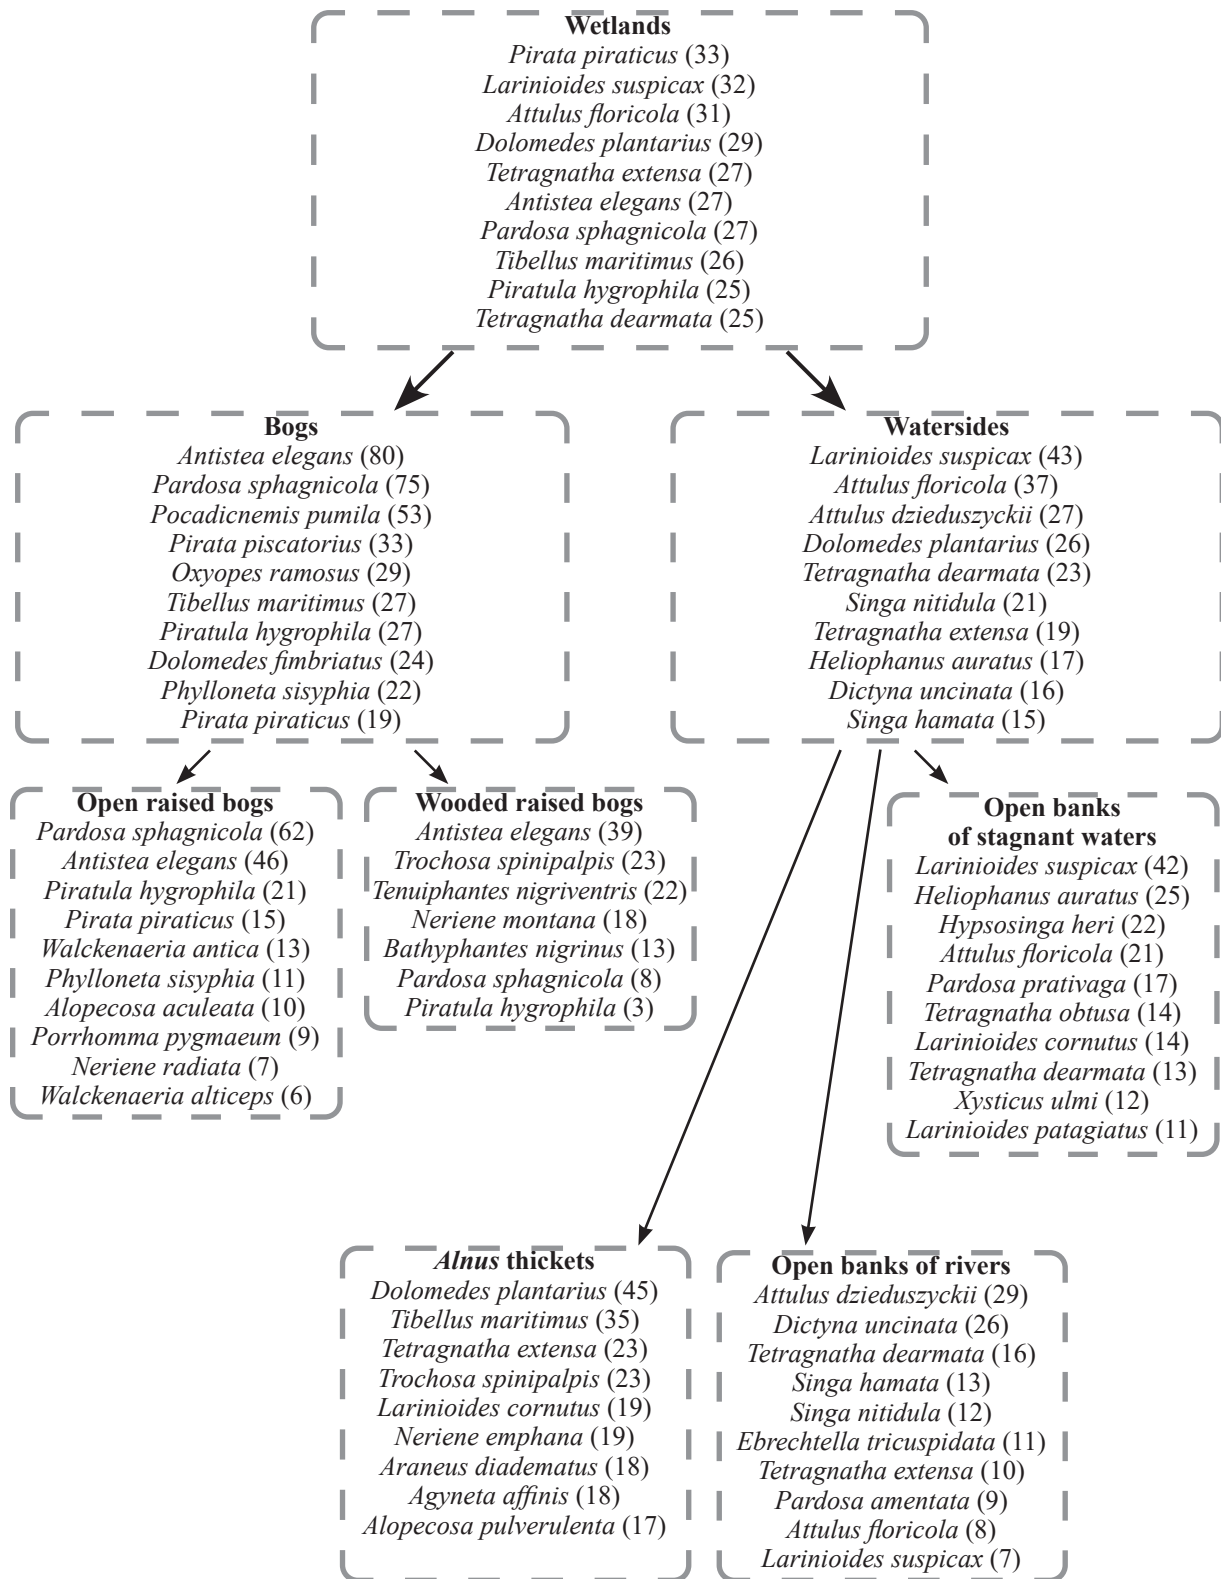 Wetlands
Pirata piraticus (33)
Larinioides suspicax (32)
Attulus floricola (31)
Dolomedes plantarius (29)
Tetragnatha extensa (27)
Antistea elegans (27)
Pardosa sphagnicola (27)
Tibellus maritimus (26)
Piratula hygrophila (25)
Tetragnatha dearmata (25)
Bogs
Antistea elegans (80)
Pardosa sphagnicola (75)
Pocadicnemis pumila (53)
Pirata piscatorius (33)
Oxyopes ramosus (29)
Tibellus maritimus (27)
Piratula hygrophila (27)
Dolomedes fimbriatus (24)
Phylloneta sisyphia (22)
Pirata piraticus (19)
Watersides
Larinioides suspicax (43)
Attulus floricola (37)
Attulus dzieduszyckii (27)
Dolomedes plantarius (26)
Tetragnatha dearmata (23)
Singa nitidula (21)
Tetragnatha extensa (19)
Heliophanus auratus (17)
Dictyna uncinata (16)
Singa hamata (15)
Open raised bogs
Pardosa sphagnicola (62)
Antistea elegans (46)
Piratula hygrophila (21)
Pirata piraticus (15)
Walckenaeria antica (13)
Phylloneta sisyphia (11)
Alopecosa aculeata (10)
Porrhomma pygmaeum (9)
Neriene radiata (7)
Walckenaeria alticeps (6)
Wooded raised bogs
Antistea elegans (39)
Trochosa spinipalpis (23)
Tenuiphantes nigriventris (22)
Neriene montana (18)
Bathyphantes nigrinus (13)
Pardosa sphagnicola (8)
Piratula hygrophila (3)
Open banks
of stagnant waters
Larinioides suspicax (42)
Heliophanus auratus (25)
Hypsosinga heri (22)
Attulus floricola (21)
Pardosa prativaga (17)
Tetragnatha obtusa (14)
Larinioides cornutus (14)
Tetragnatha dearmata (13)
Xysticus ulmi (12)
Larinioides patagiatus (11)
Alnus thickets
Dolomedes plantarius (45)
Tibellus maritimus (35)
Tetragnatha extensa (23)
Trochosa spinipalpis (23)
Larinioides cornutus (19)
Neriene emphana (19)
Araneus diadematus (18)
Agyneta affinis (18)
Alopecosa pulverulenta (17)
Open banks of rivers
Attulus dzieduszyckii (29)
Dictyna uncinata (26)
Tetragnatha dearmata (16)
Singa hamata (13)
Singa nitidula (12)
Ebrechtella tricuspidata (11)
Tetragnatha extensa (10)
Pardosa amentata (9)
Attulus floricola (8)
Larinioides suspicax (7)